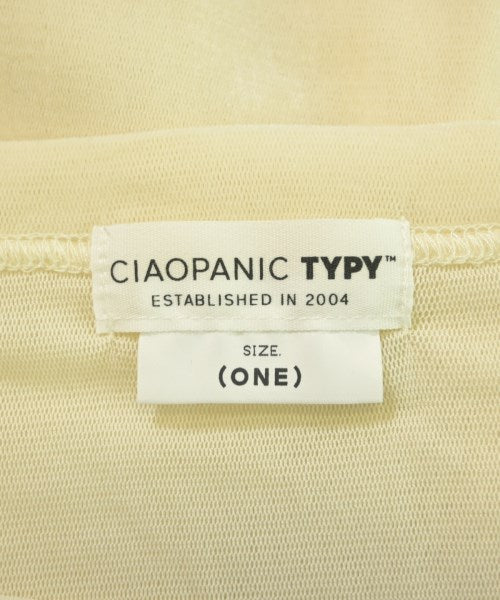 CIAOPANIC TYPY™
ESTABLISHED IN 2004
SIZE.
(ONE)